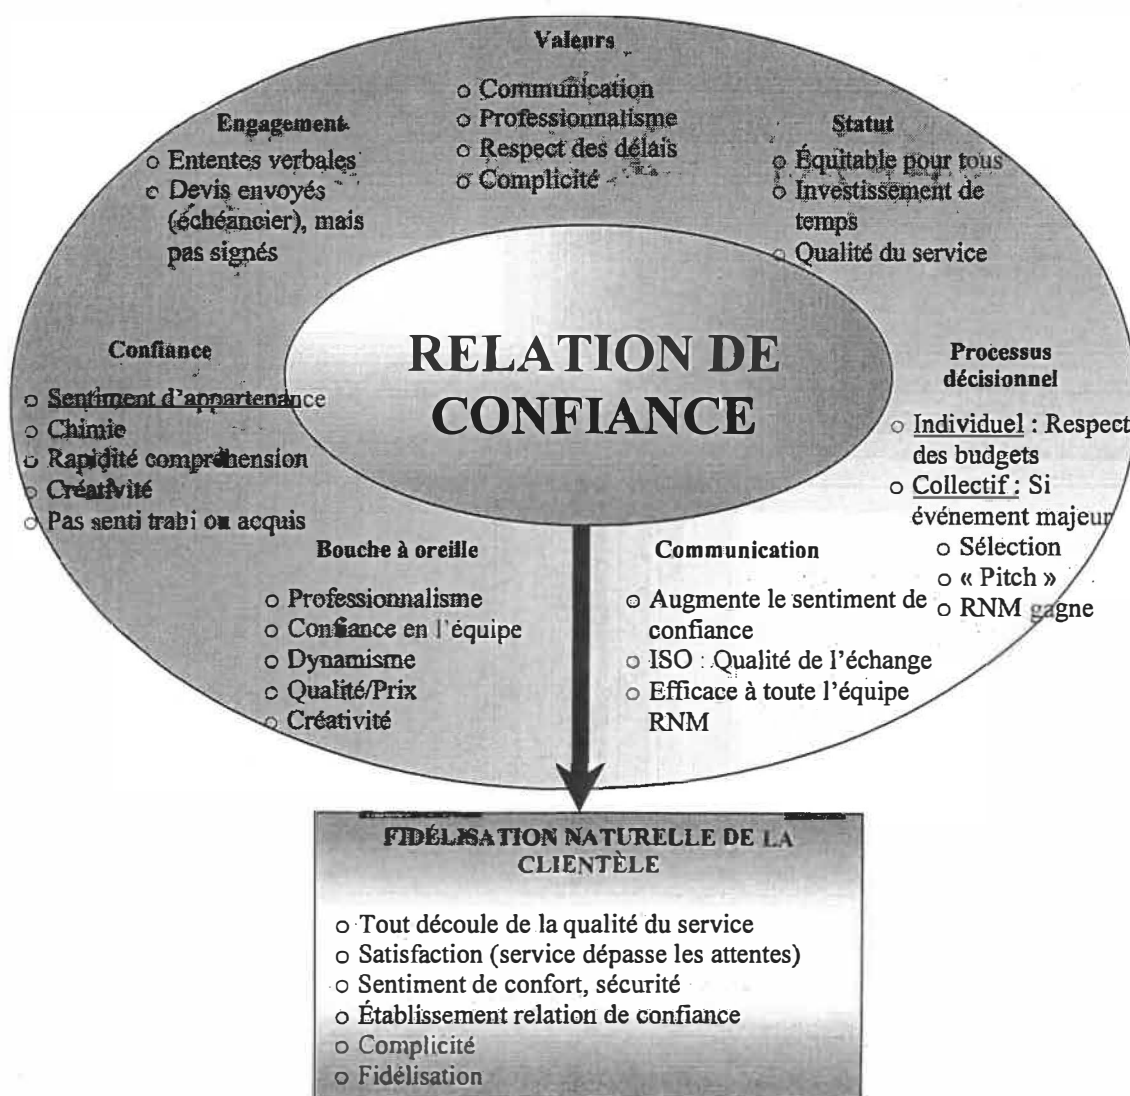 Valeurs
o Communication
o Professionnalisme
o Respect des délais
o Complicité
Engagement
o Ententes verbales
o Devis envoyés
(échéancier), mais
pas signés
Statut
o Équitable pour tous
o Investissement de
temps
o Qualité du service
RELATION DE
CONFIANCE
Confiance
o Sentiment d'appartenance
o Chimie
o Rapidité compréhension
o Créativité
o Pas senti trahi ou acquis
Processus
décisionnel
o Individuel : Respect
des budgets
o Collectif : Si
événement majeur
o Sélection
o « Pitch »
o RNM gagne
Bouche à oreille
o Professionnalisme
o Confiance en l'équipe
o Dynamisme
o Qualité/Prix
o Créativité
Communication
o Augmente le sentiment de
confiance
o ISO : Qualité de l'échange
o Efficace à toute l'équipe
RNM
FIDÉLISATION NATURELLE DE LA
CLIENTÈLE
o Tout découle de la qualité du service
o Satisfaction (service dépasse les attentes)
o Sentiment de confort, sécurité
o Établissement relation de confiance
o Complicité
o Fidélisation